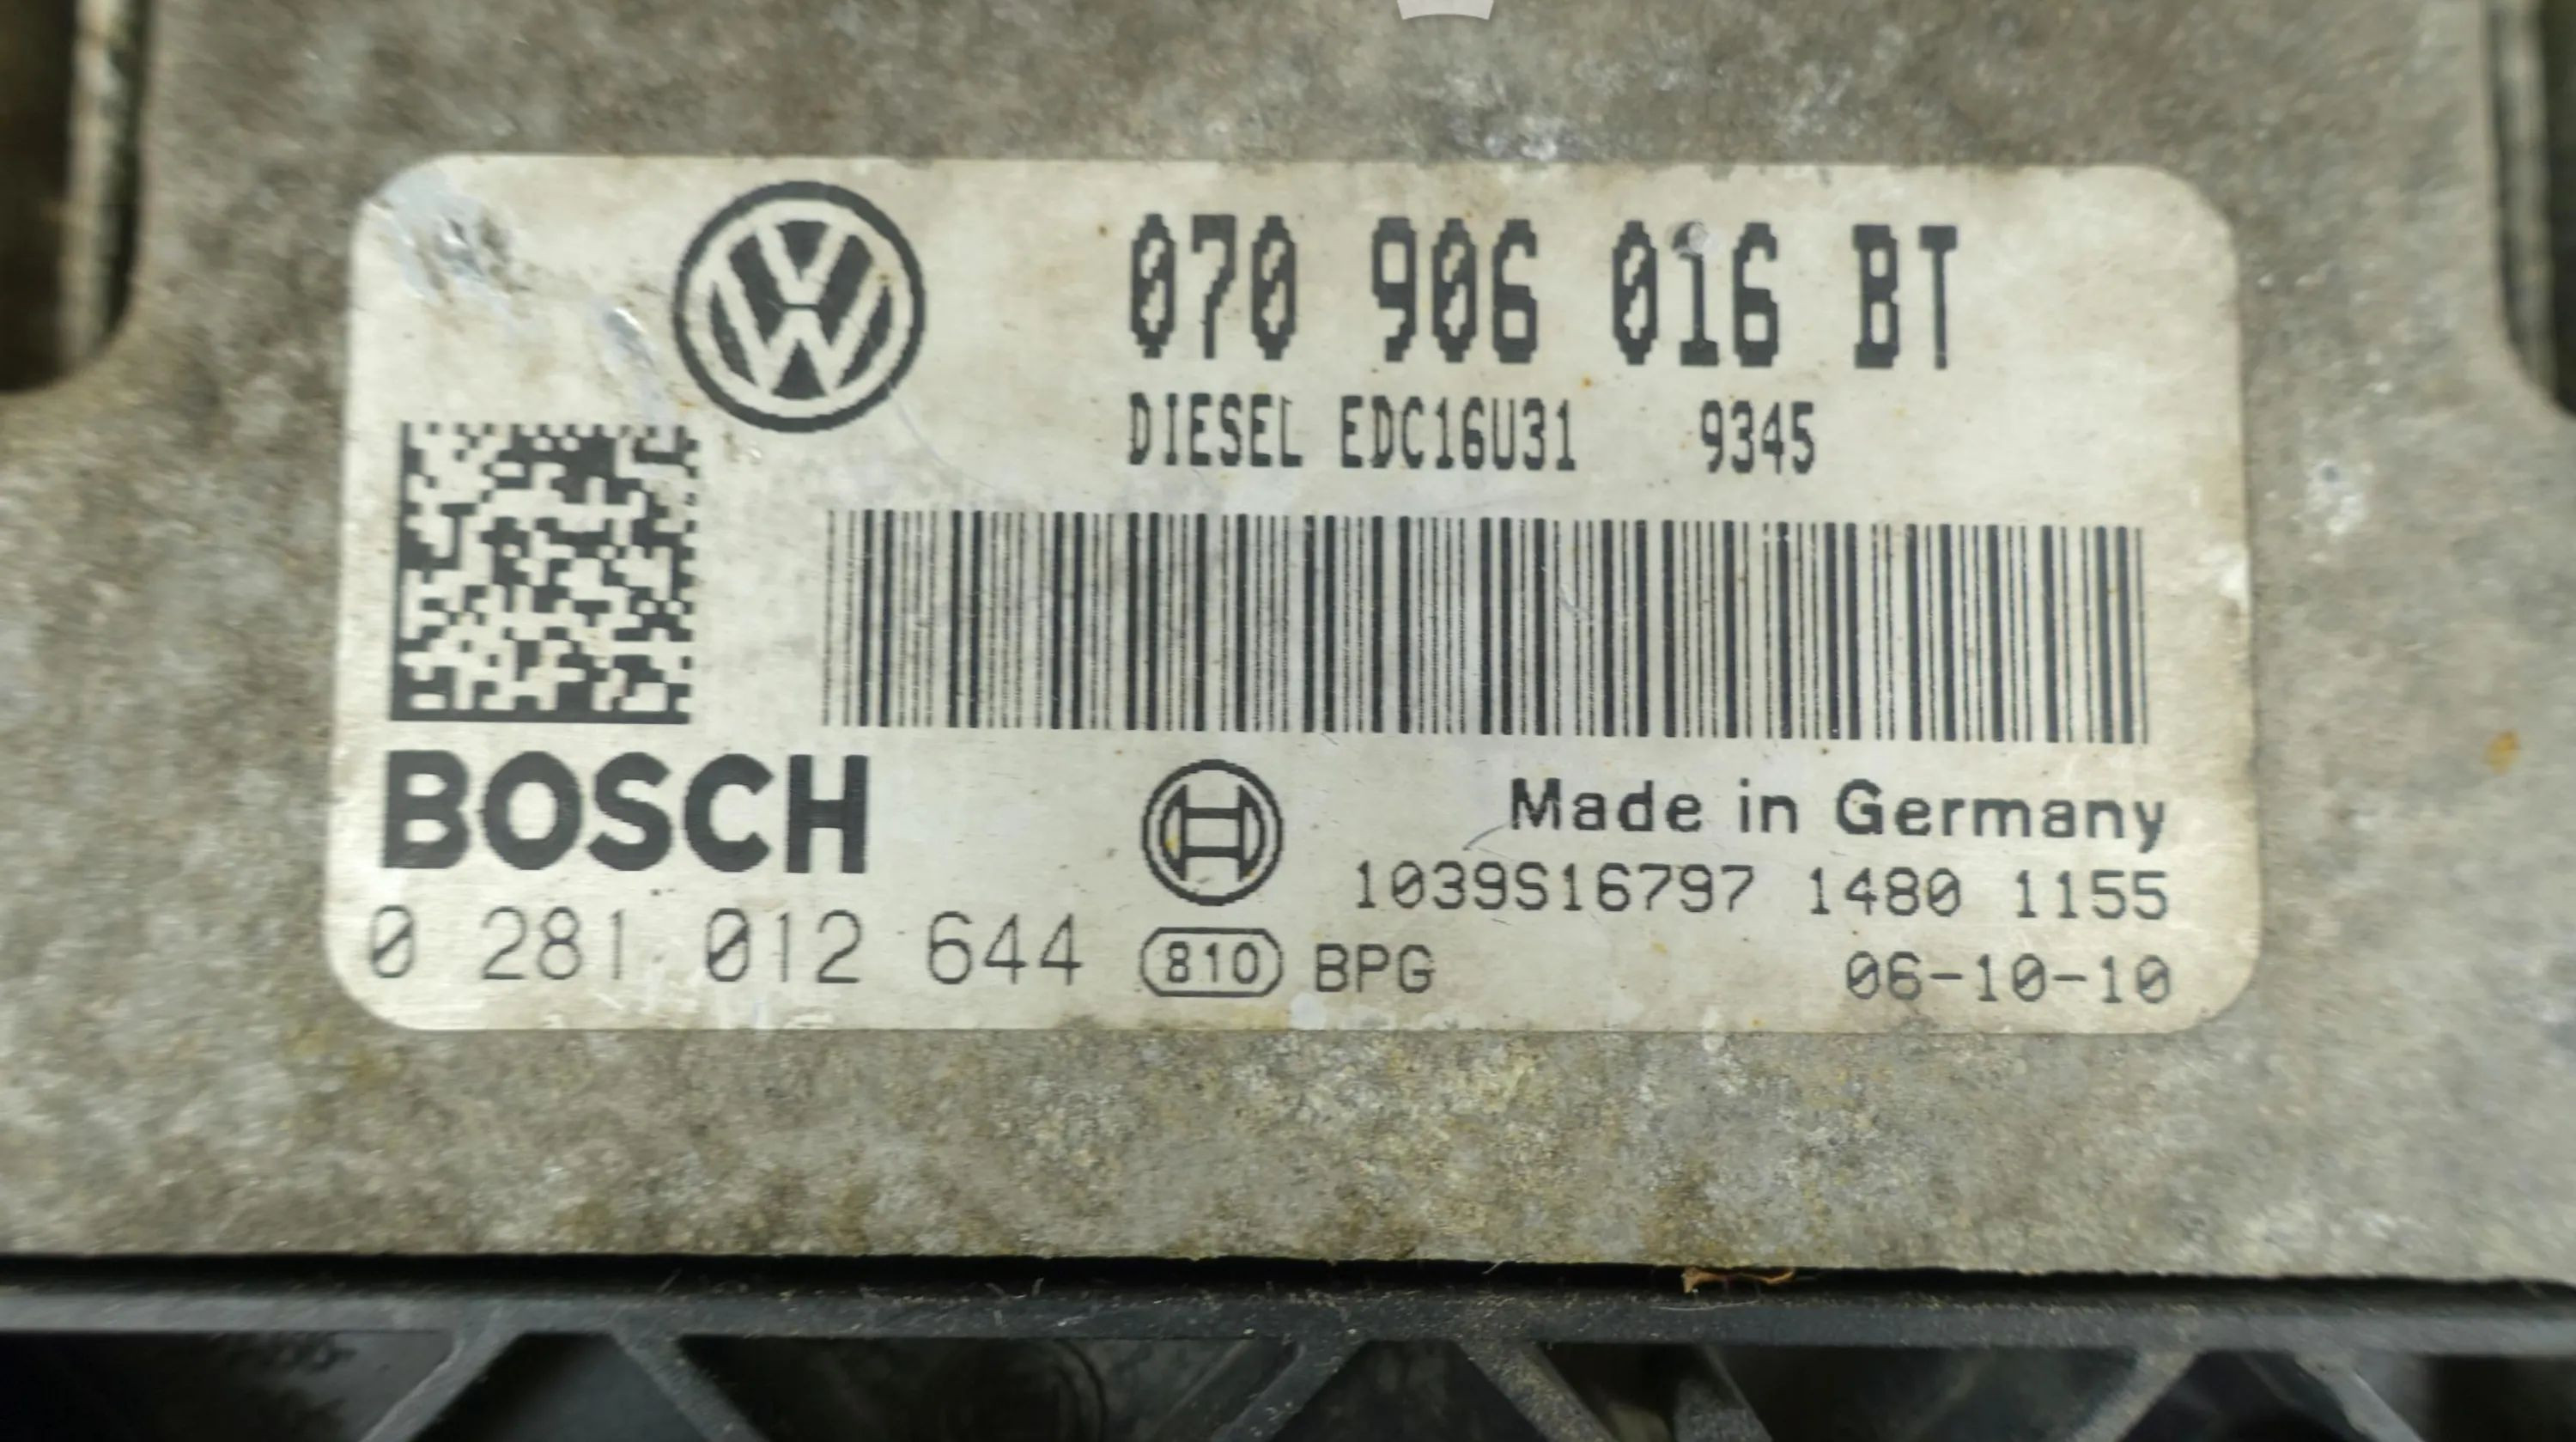 070 906 016 BT
DIESEL EDC16U31 9345
BOSCH
Made in Germany
1039S16797 1480 1155
0 281 012 644 810 BPG
06-10-10